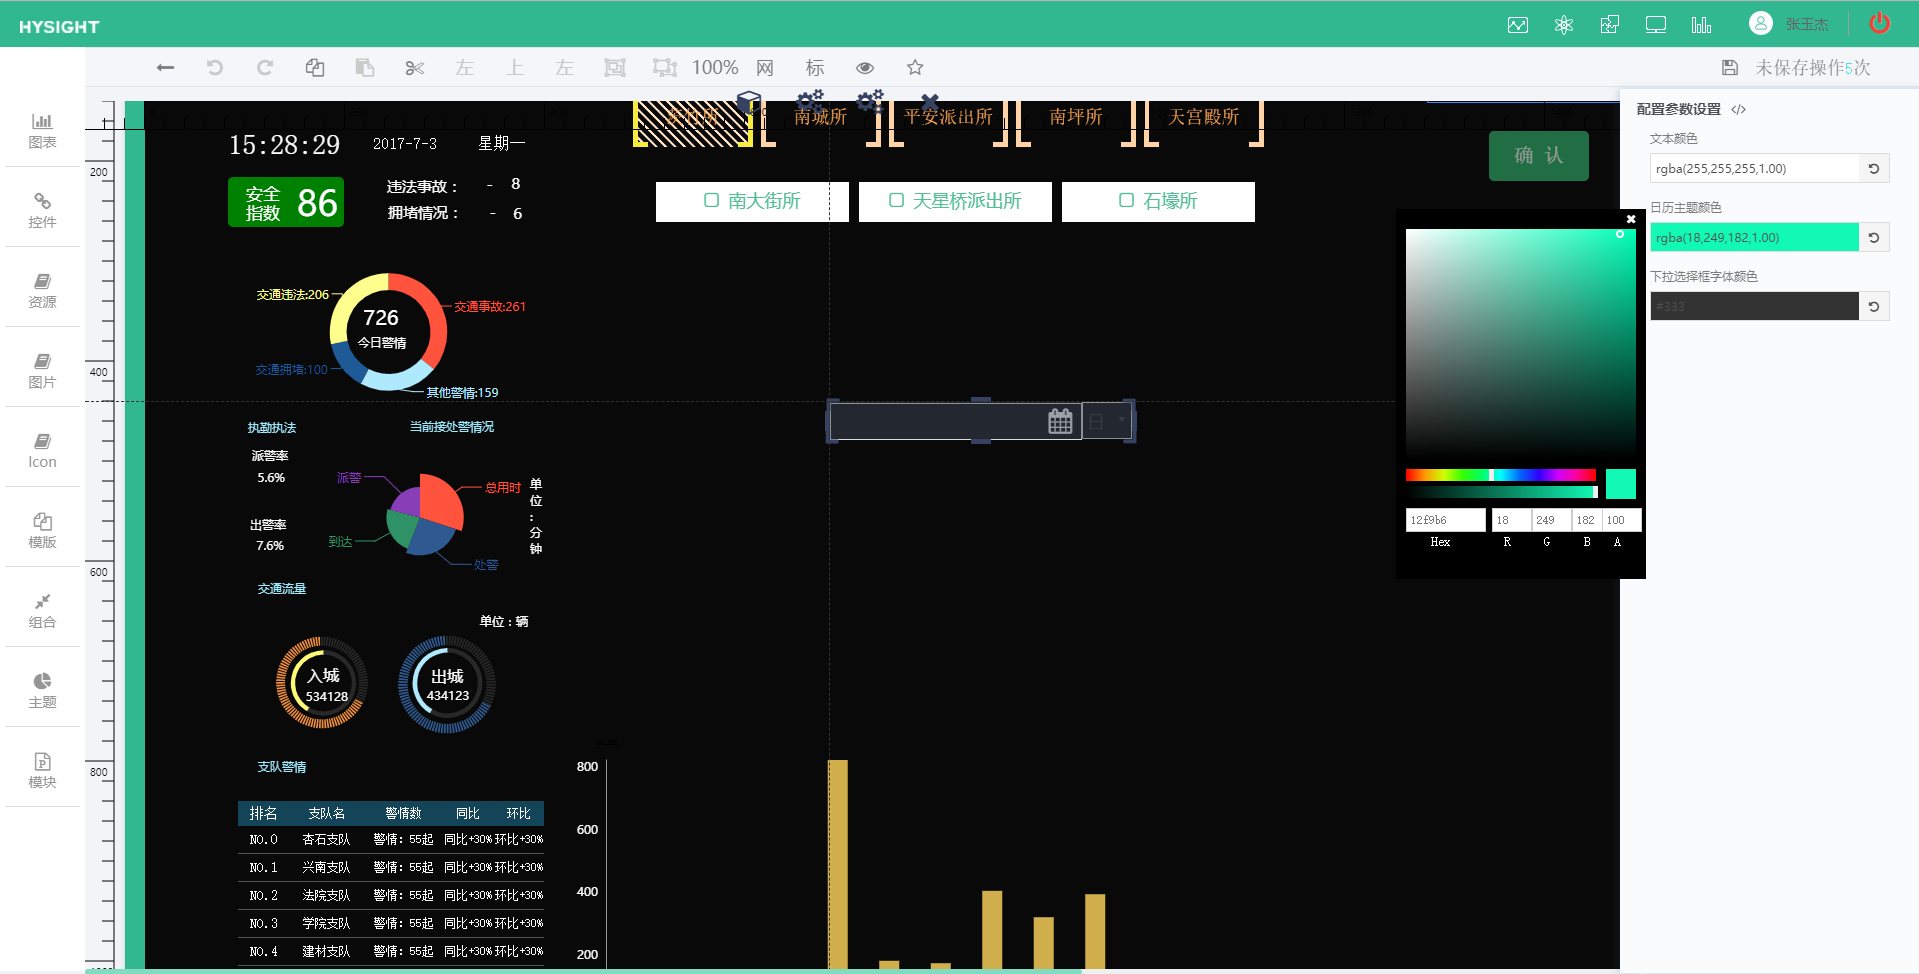 HYSIGHT
张玉杰
左 上 左 100% 网 标
未保存操作5次
图表
控件
资源
图片
Icon
模版
组合
主题
模块
200
400
600
800
南城所
平安派出所
南坪所
天宫殿所
确 认
南大街所
天星桥派出所
石壕所
15:28:29
2017-7-3
星期一
安全
指数
86
违法事故： - 8
拥堵情况： - 6
交通违法:206
交通事故:261
726
今日警情
交通拥堵:100
其他警情:159
执勤执法
当前接处警情况
派警率
5.6%
出警率
7.6%
派警
总用时
到达
处警
单位：分钟
交通流量
单位：辆
入城
534128
出城
434123
支队警情
排名 支队名 警情数 同比 环比
NO.0 杏石支队 警情：55起 同比+30% 环比+30%
NO.1 兴南支队 警情：55起 同比+30% 环比+30%
NO.2 法院支队 警情：55起 同比+30% 环比+30%
NO.3 学院支队 警情：55起 同比+30% 环比+30%
NO.4 建材支队 警情：55起 同比+30% 环比+30%
800
600
400
200
日
配置参数设置 </>
文本颜色
rgba(255,255,255,1.00)
日历主题颜色
rgba(18,249,182,1.00)
下拉选择框字体颜色
#333
12f9b6 18 249 182 100
Hex R G B A